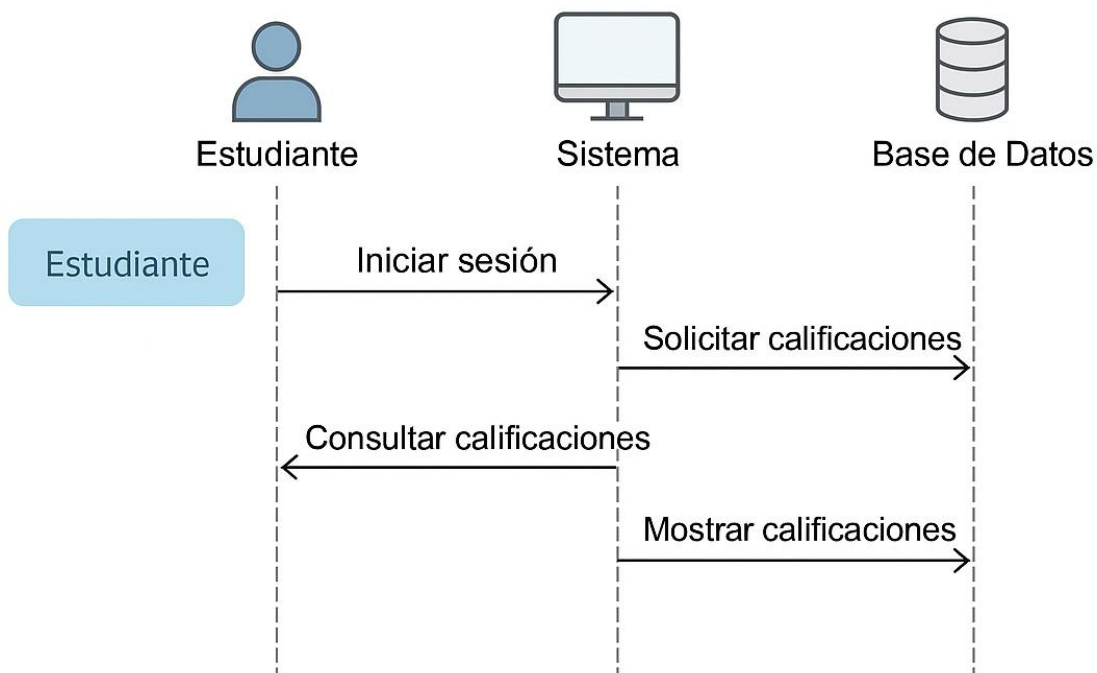 Estudiante
Sistema
Base de Datos
Estudiante
Iniciar sesión
Solicitar calificaciones
Consultar calificaciones
Mostrar calificaciones